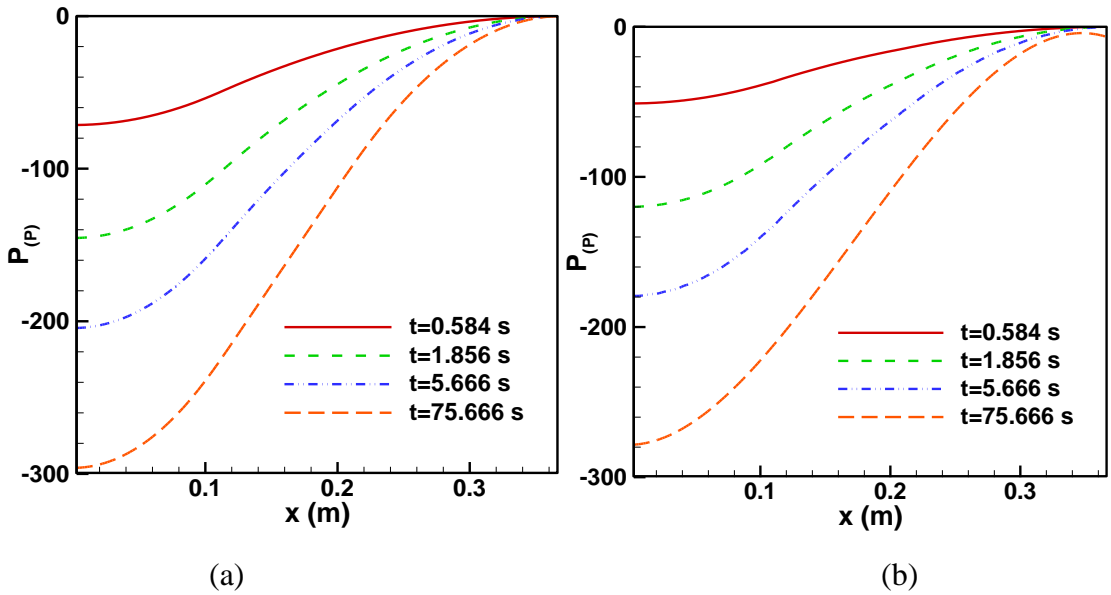 0
-100
-200
-300
P(P)
0.1
0.2
0.3
x (m)
t=0.584 s
t=1.856 s
t=5.666 s
t=75.666 s
(a)
0
-100
-200
-300
P(P)
0.1
0.2
0.3
x (m)
t=0.584 s
t=1.856 s
t=5.666 s
t=75.666 s
(b)